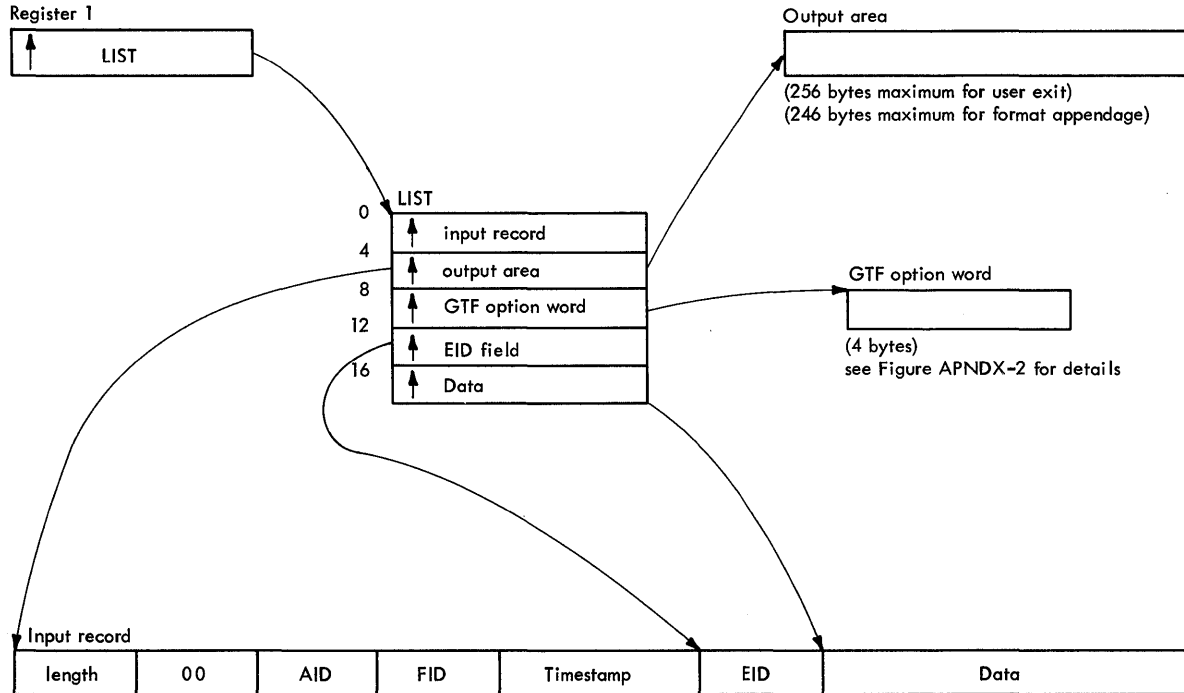 Register 1
LIST
Output area
(256 bytes maximum for user exit)
(246 bytes maximum for format appendage)
LIST
0
input record
4
output area
8
GTF option word
12
EID field
16
Data
GTF option word
(4 bytes)
see Figure APNDX-2 for details
Input record
length 00 AID FID Timestamp EID Data